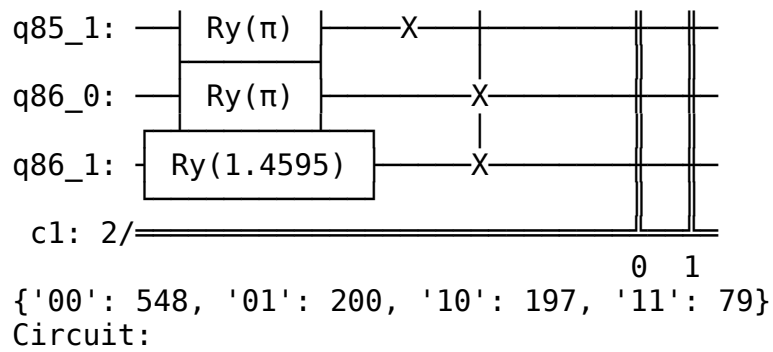 q85_1: Ry(π) X
q86_0: Ry(π) X
q86_1: Ry(1.4595) X
c1: 2/
0 1
{'00': 548, '01': 200, '10': 197, '11': 79}
Circuit: